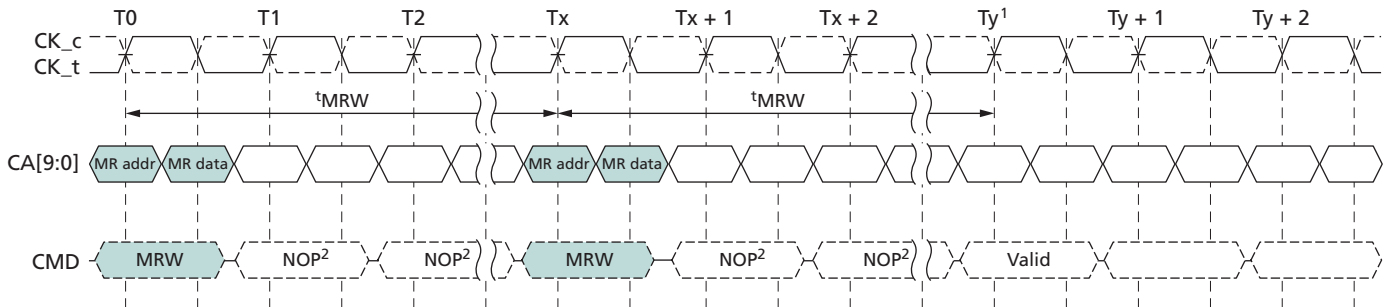 T0 T1 T2 Tx Tx + 1 Tx + 2 Ty¹ Ty + 1 Ty + 2
CK_c
CK_t
ᵗMRW ᵗMRW
CA[9:0] MR addr MR data MR addr MR data
CMD MRW NOP² NOP² MRW NOP² NOP² Valid